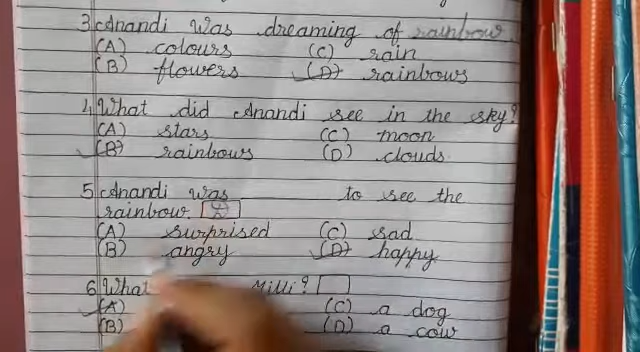 3 Anandi was dreaming of rainbow.
(A) colours (C) rain
(B) flowers (D) rainbows
4 What did Anandi see in the sky?
(A) stars (C) moon
(B) rainbows (D) clouds.
5 Anandi was to see the
rainbow. D
(A) surprised (C) sad
(B) angry (D) happy
6 What Milli?
(A) (C) a dog
(B) (D) a cow